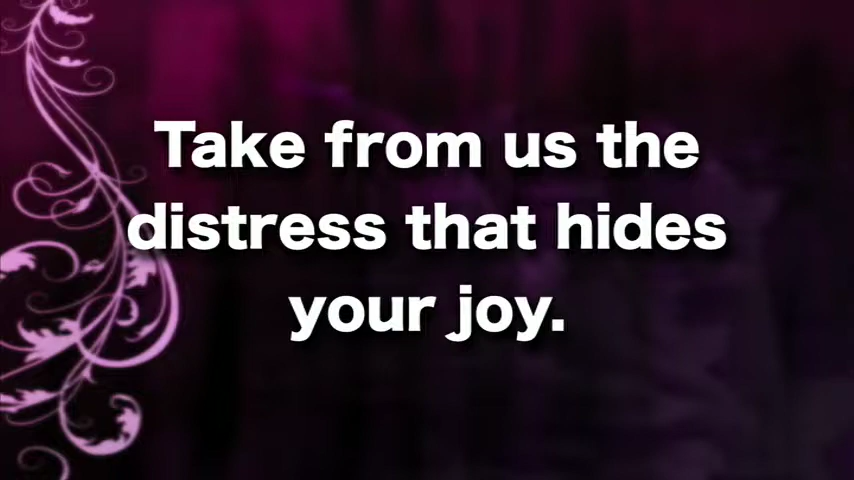 Take from us the
distress that hides
your joy.